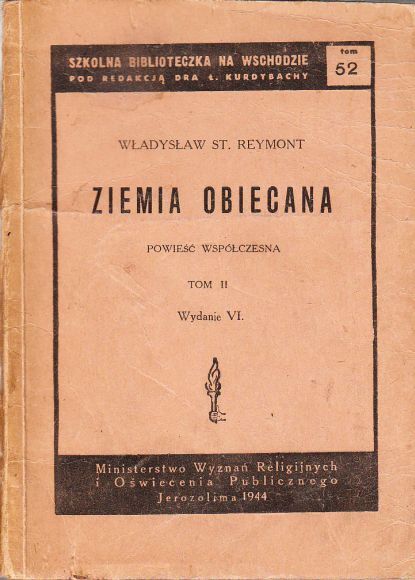 SZKOLNA BIBLIOTECZKA NA WSCHODZIE
POD REDAKCJĄ DRA Ł. KURDYBACHY
tom
52
WŁADYSŁAW ST. REYMONT
ZIEMIA OBIECANA
POWIEŚĆ WSPÓŁCZESNA
TOM II
Wydanie VI.
Ministerstwo Wyznań Religijnych
i Oświecenia Publicznego
Jerozolima 1944